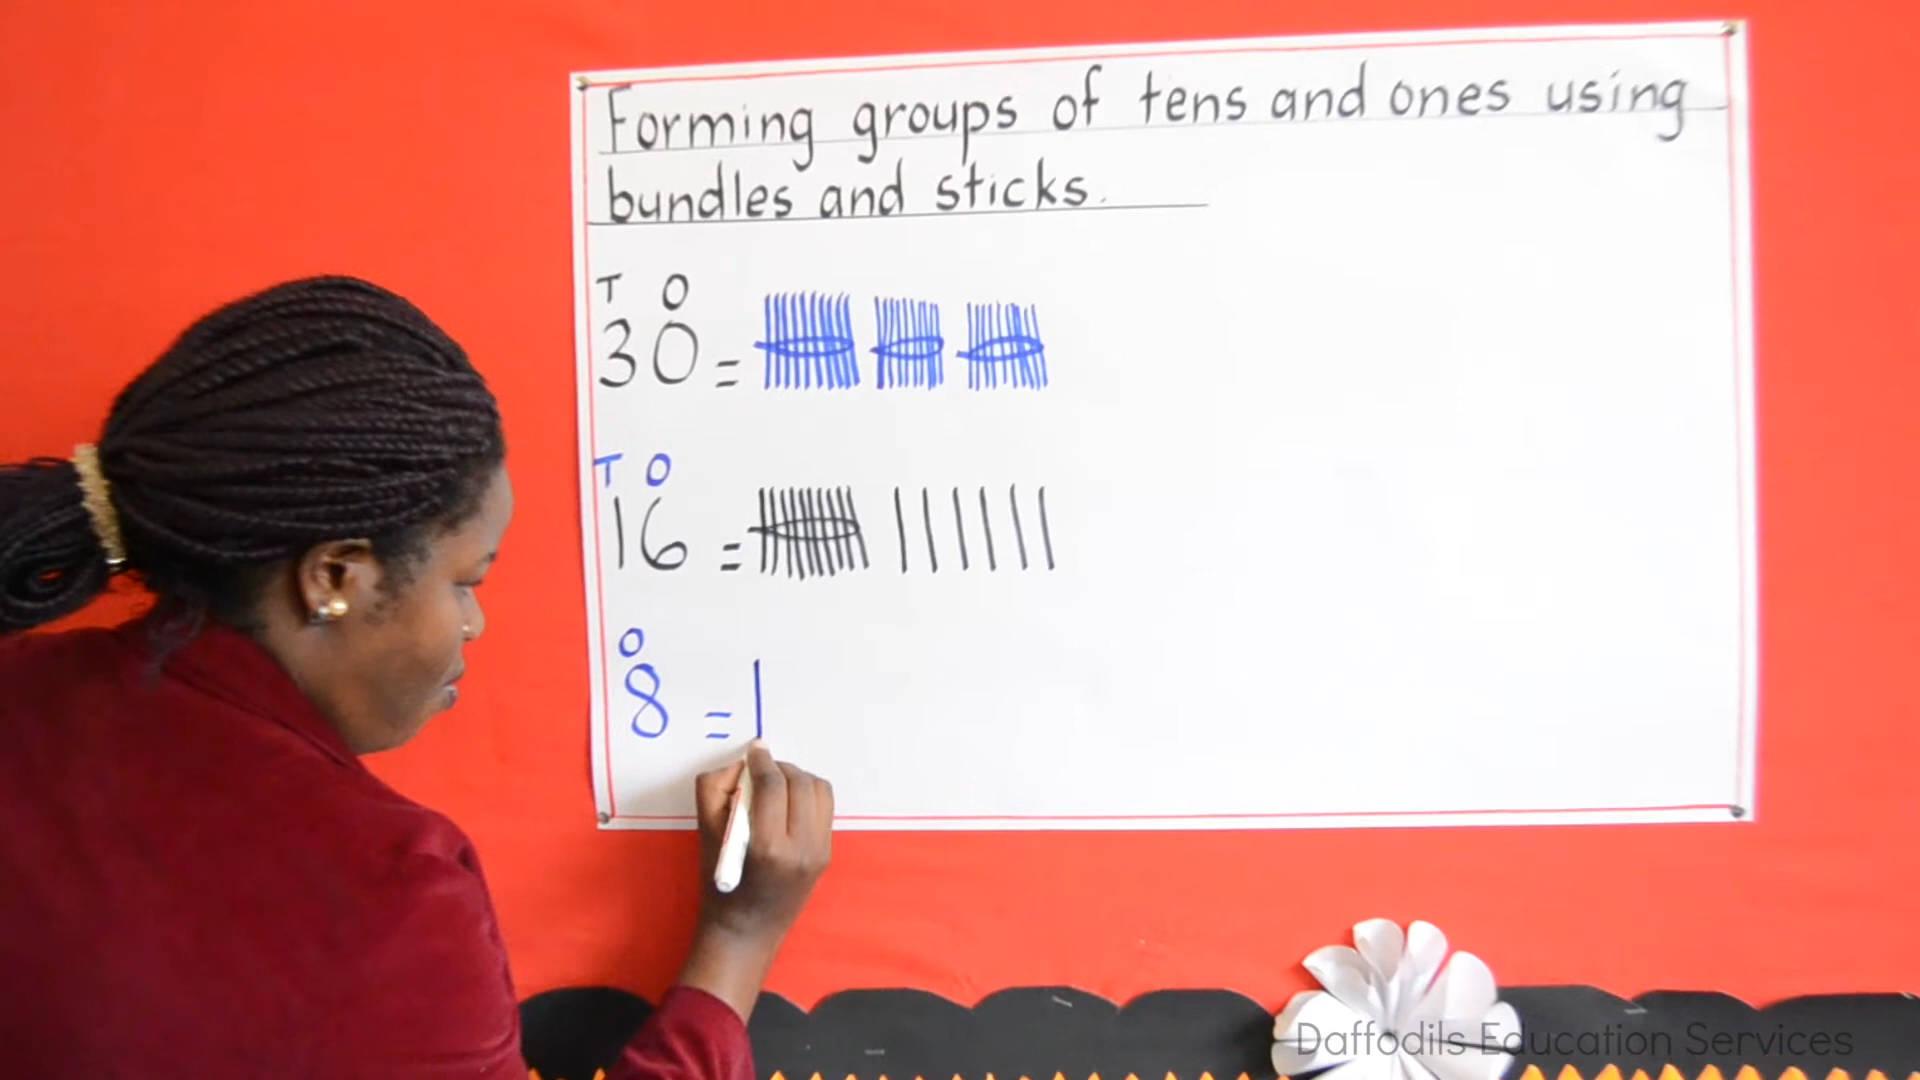 Forming groups of tens and ones using
bundles and sticks.
T O
30 =
T O
16 =
O
8 =
Daffodils Education Services